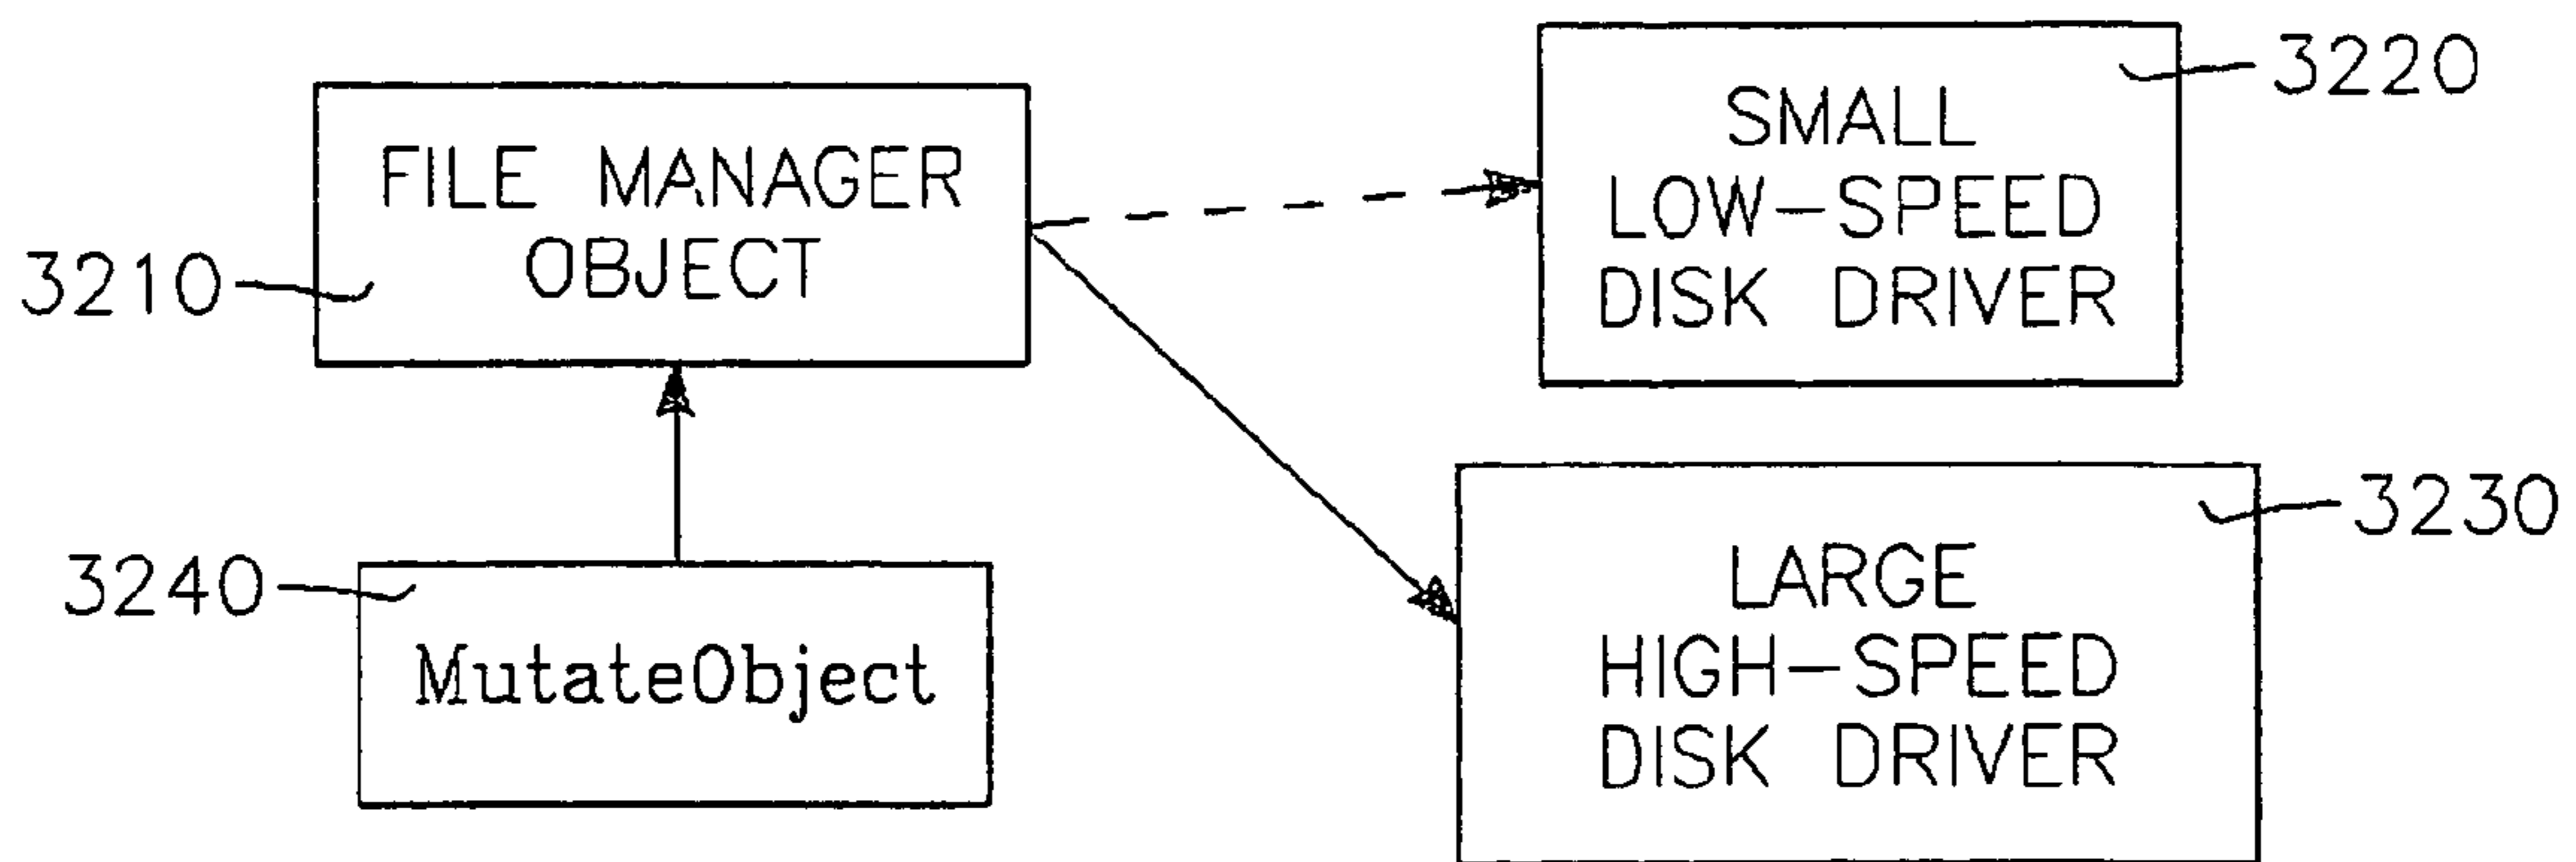 FILE MANAGER
OBJECT
3210
SMALL
LOW-SPEED
DISK DRIVER
3220
MutateObject
3240
LARGE
HIGH-SPEED
DISK DRIVER
3230